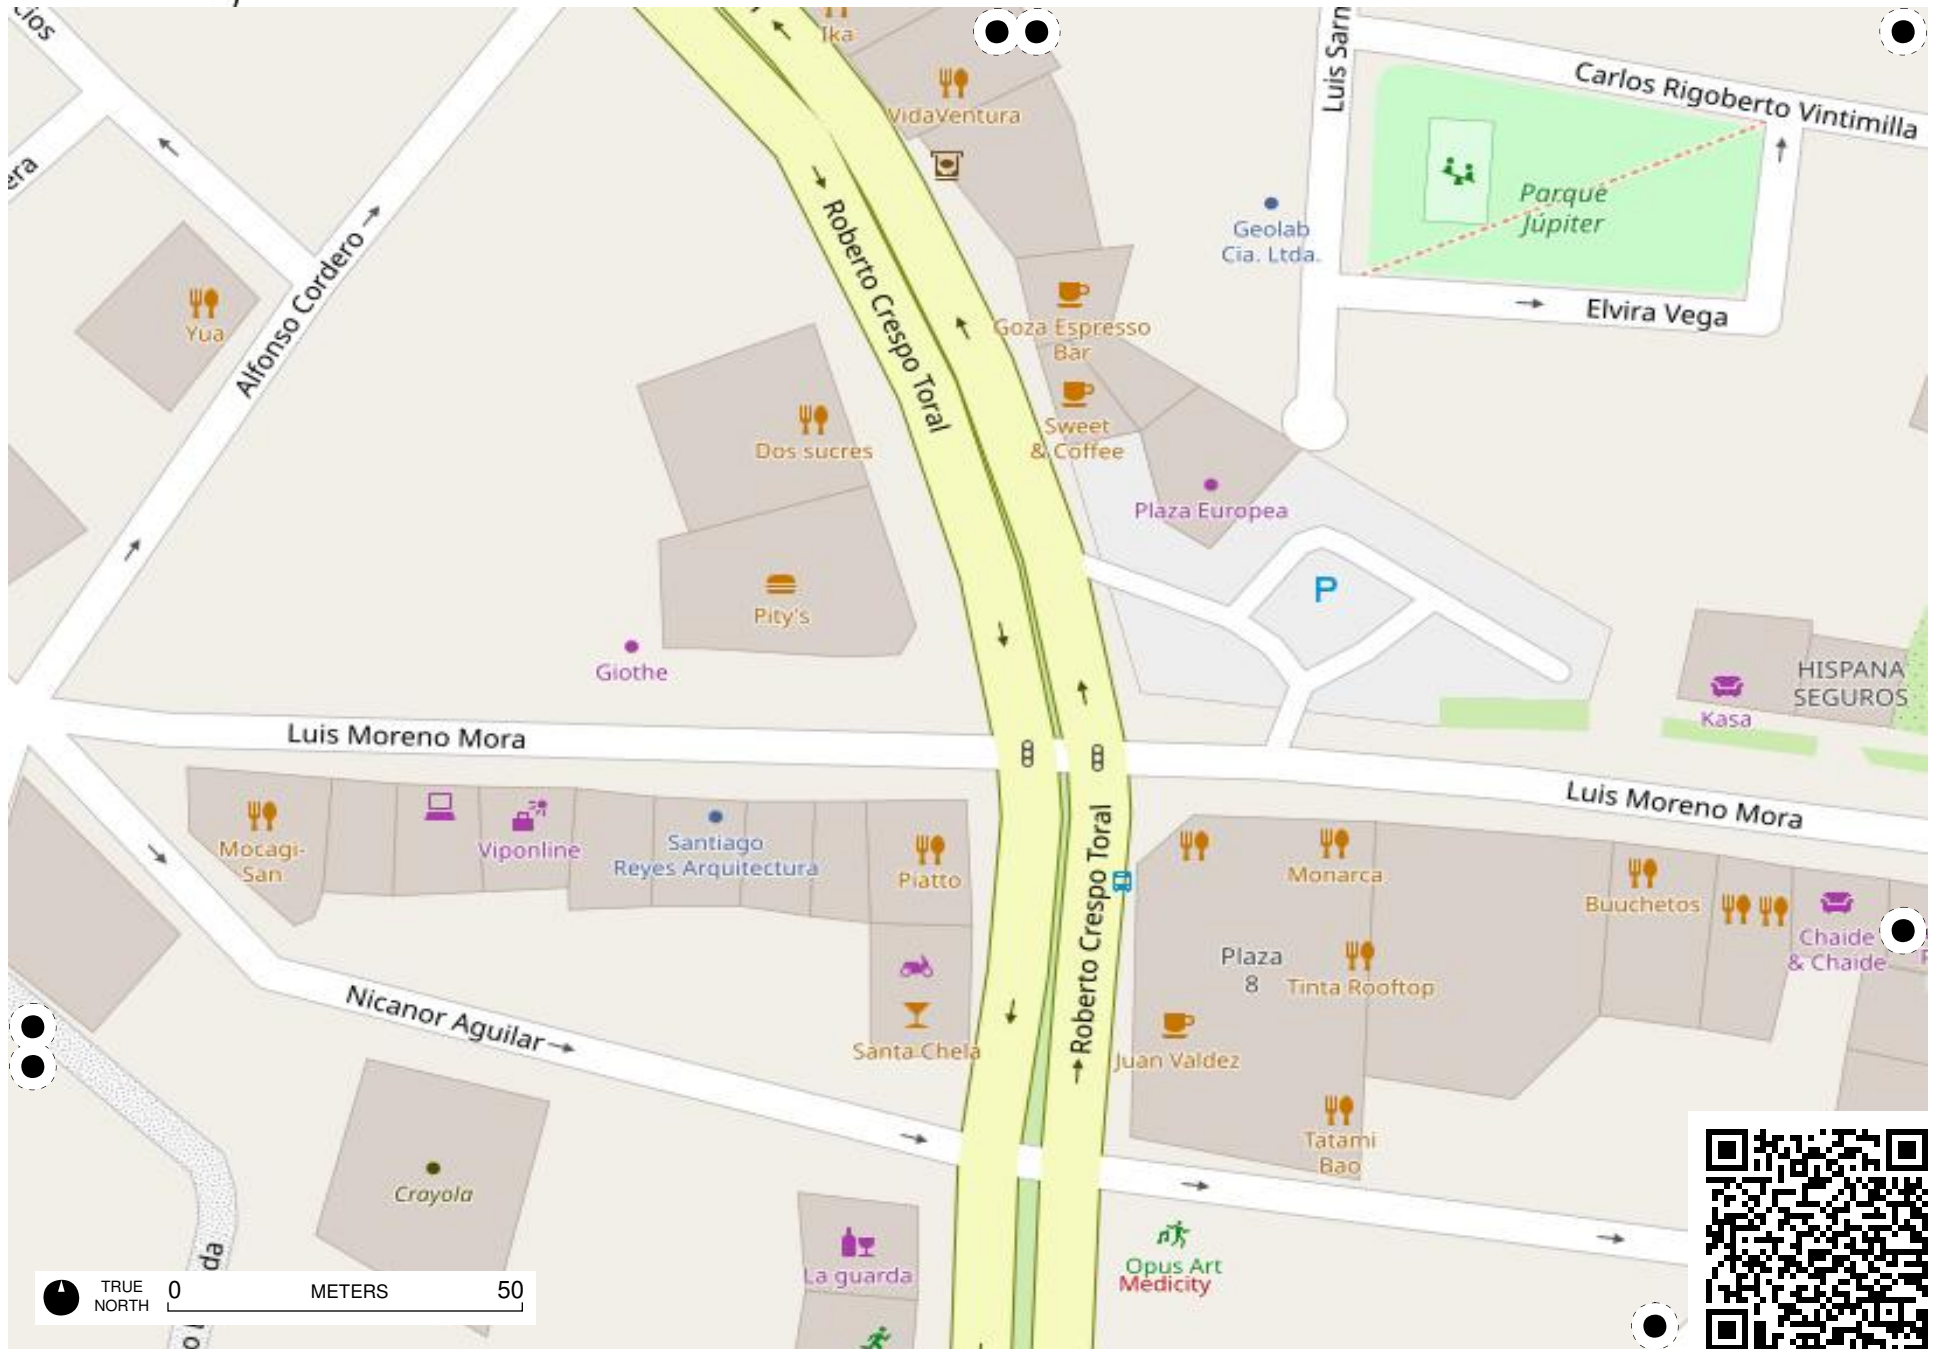 Ika
VidaVentura
Luis Sarm
Carlos Rigoberto Vintimilla
Parque
Júpiter
Geolab
Cia. Ltda.
Elvira Vega
Roberto Crespo Toral
Yua
Alfonso Cordero
Goza Espresso
Bar
Dos sucres
Sweet
& Coffee
Plaza Europea
P
Pity's
Giothe
HISPANA
SEGUROS
Kasa
Luis Moreno Mora
Luis Moreno Mora
Mocagi-
San
Viponline
Santiago
Reyes Arquitectura
Piatto
Roberto Crespo Toral
Monarca
Buuchetos
Plaza
8
Tinta Rooftop
Chaide
& Chaide
Nicanor Aguilar
Santa Chela
Juan Valdez
Tatami
Bao
Crayola
La guarda
Opus Art
Medicity
TRUE
NORTH
0 METERS 50